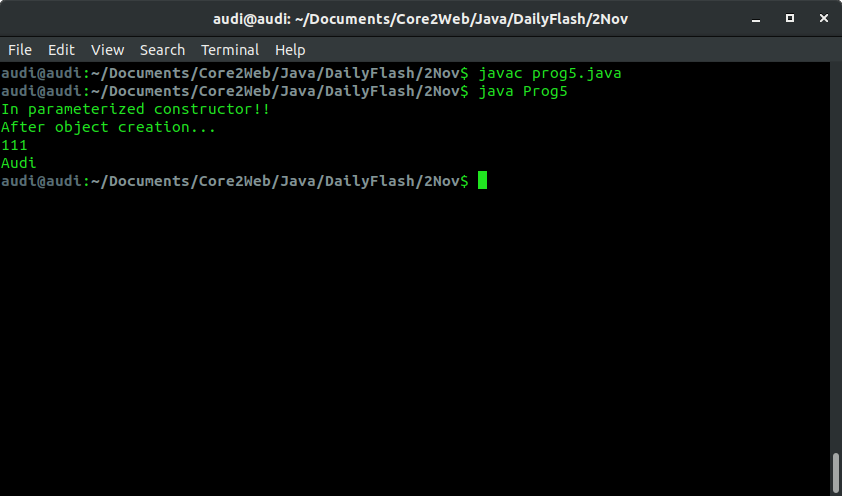 audi@audi: ~/Documents/Core2Web/Java/DailyFlash/2Nov
File Edit View Search Terminal Help
audi@audi:~/Documents/Core2Web/Java/DailyFlash/2Nov$ javac prog5.java
audi@audi:~/Documents/Core2Web/Java/DailyFlash/2Nov$ java Prog5
In parameterized constructor!!
After object creation...
111
Audi
audi@audi:~/Documents/Core2Web/Java/DailyFlash/2Nov$